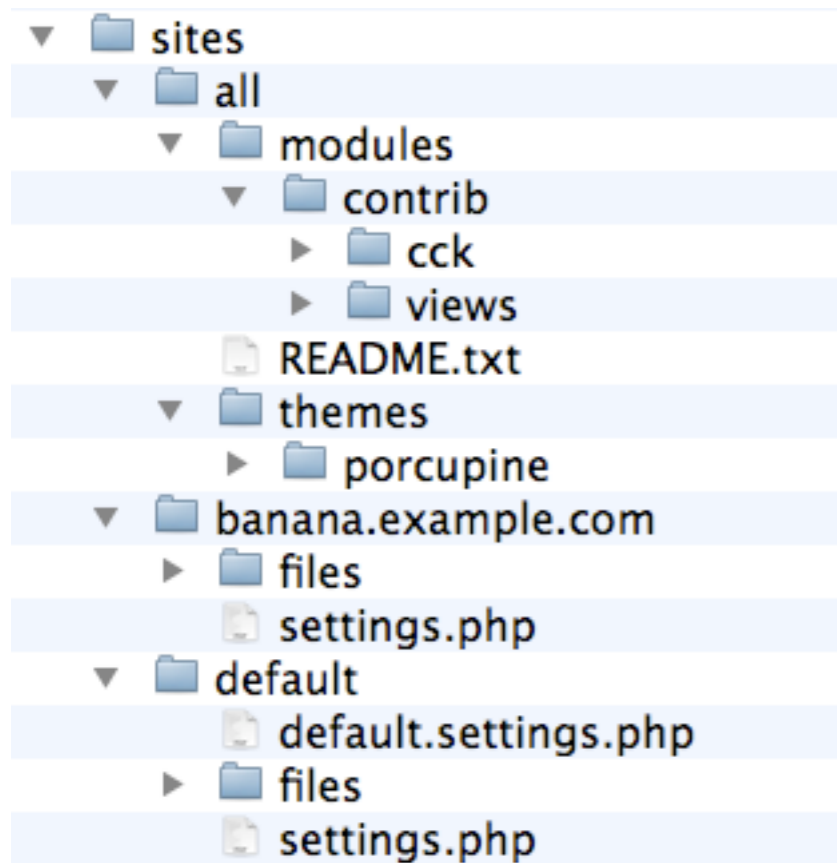 sites
all
modules
contrib
cck
views
README.txt
themes
porcupine
banana.example.com
files
settings.php
default
default.settings.php
files
settings.php